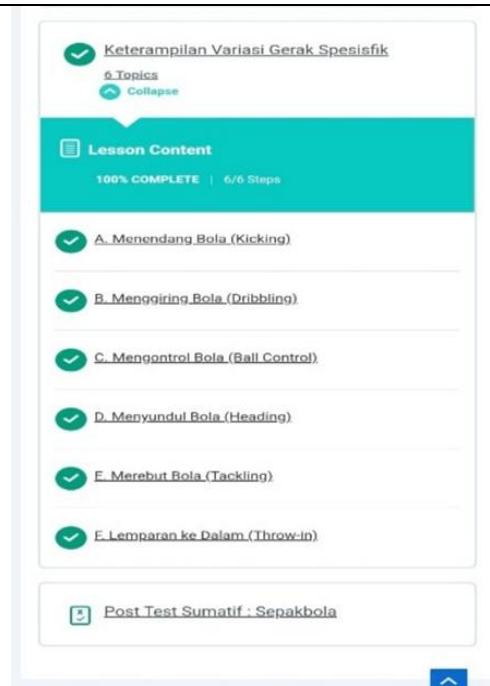 Keterampilan Variasi Gerak Spesisfik
6 Topics
Collapse
Lesson Content
100% COMPLETE | 6/6 Steps
A. Menendang Bola (Kicking)
B. Menggiring Bola (Dribbling)
C. Mengontrol Bola (Ball Control)
D. Menyundul Bola (Heading)
E. Merebut Bola (Tackling)
F. Lemparan ke Dalam (Throw-In)
Post Test Sumatif : Sepakbola